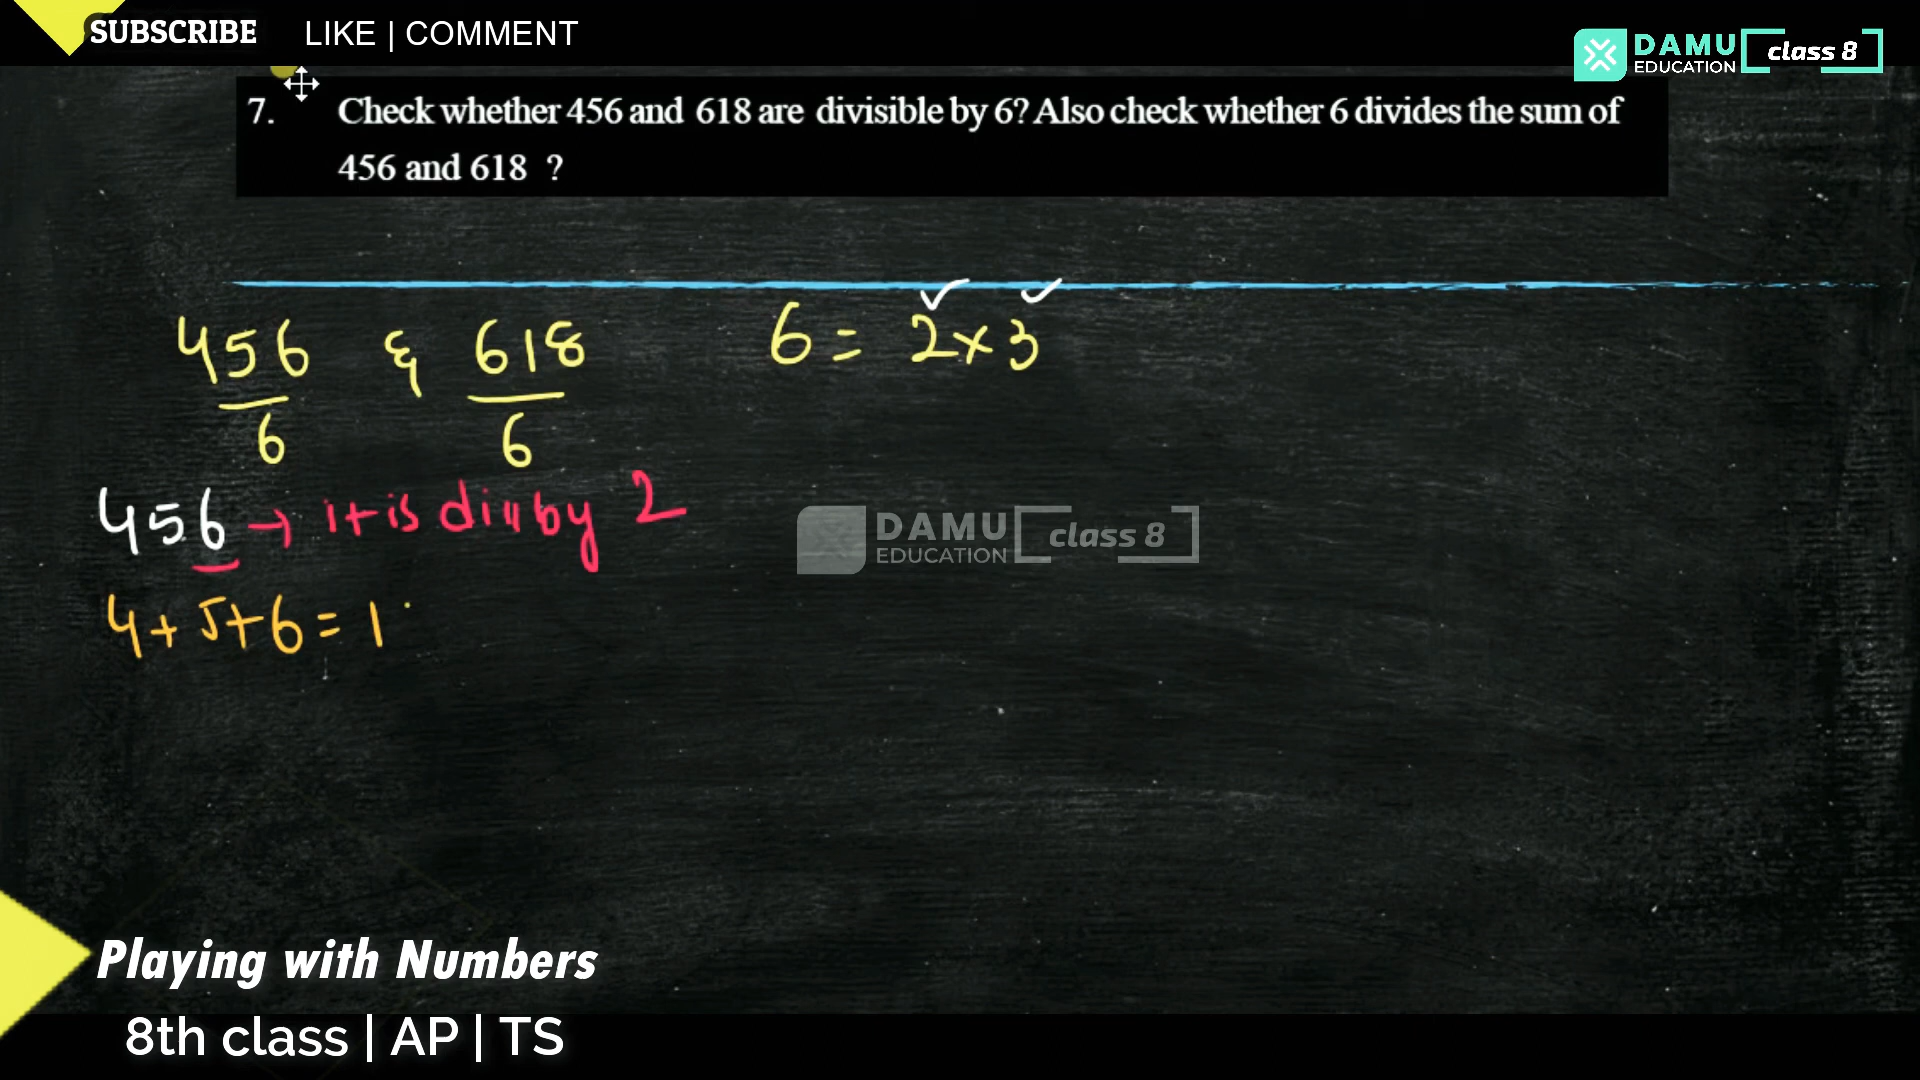 SUBSCRIBE LIKE | COMMENT
DAMU EDUCATION class 8
7. Check whether 456 and 618 are divisible by 6? Also check whether 6 divides the sum of
456 and 618 ?
456/6 & 618/6 6 = 2×3
456 → it is div by 2
DAMU EDUCATION class 8
4+5+6=1
Playing with Numbers
8th class | AP | TS